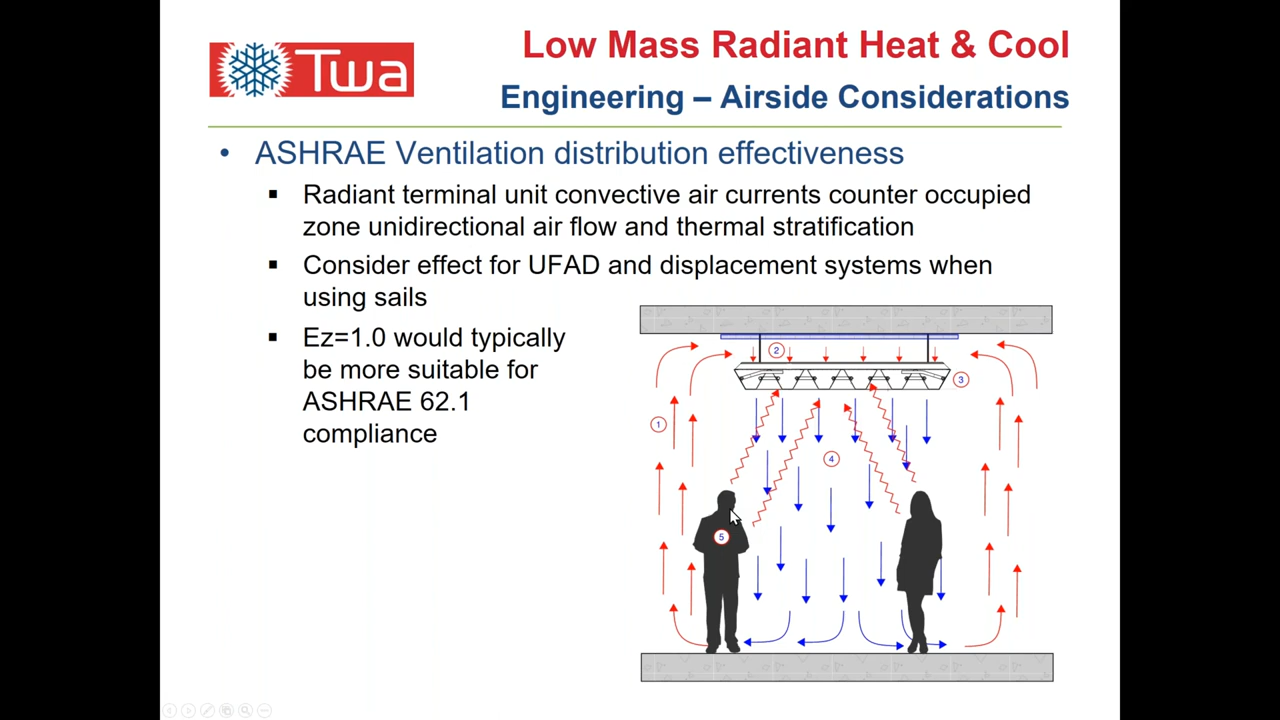 Twa
Low Mass Radiant Heat & Cool
Engineering – Airside Considerations
• ASHRAE Ventilation distribution effectiveness
▪ Radiant terminal unit convective air currents counter occupied
zone unidirectional air flow and thermal stratification
▪ Consider effect for UFAD and displacement systems when
using sails
▪ Ez=1.0 would typically
be more suitable for
ASHRAE 62.1
compliance
2
3
1
4
5